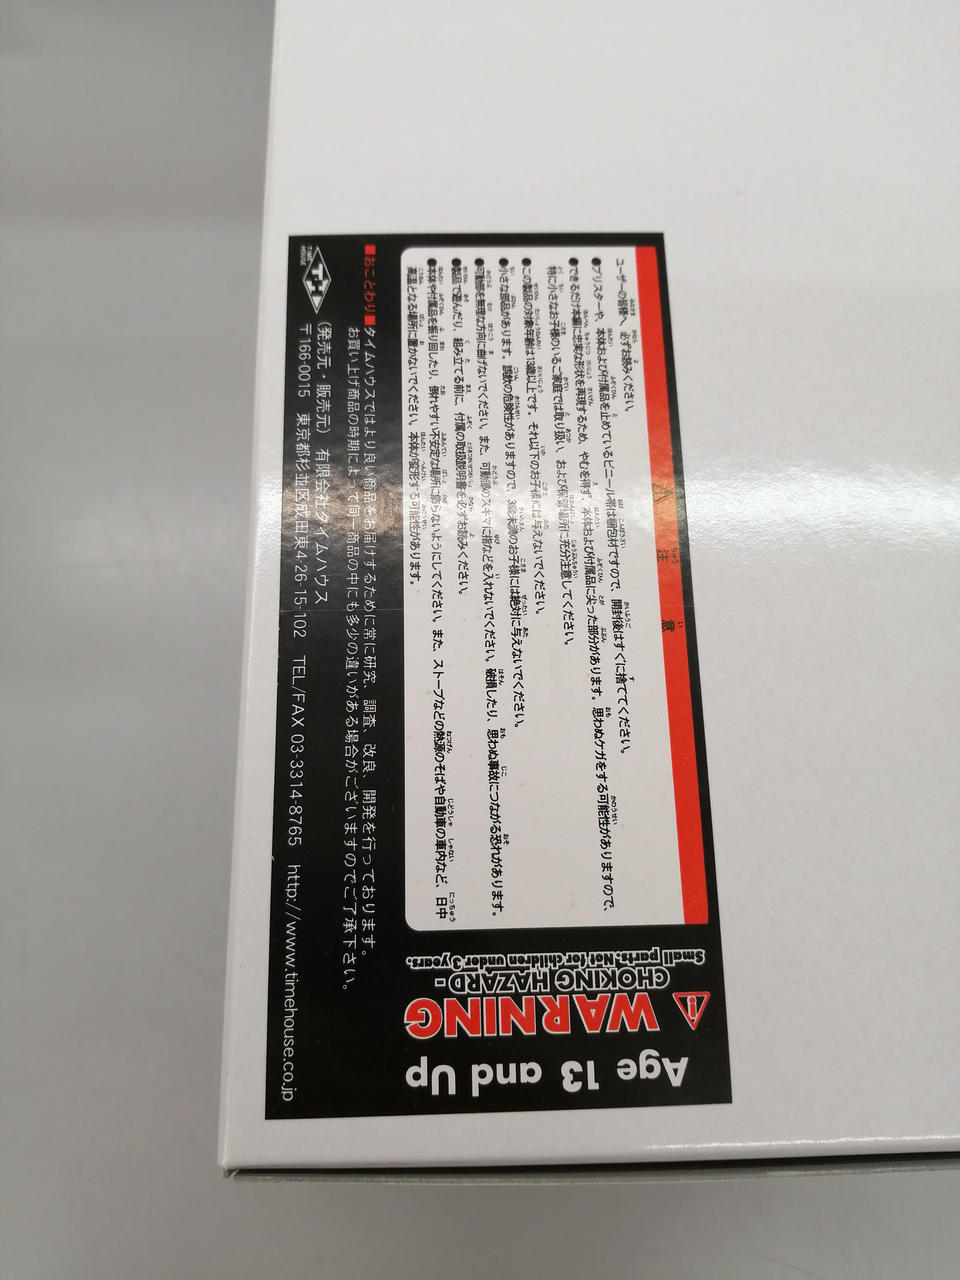 ⚠ 注意
ユーザーの皆様へ 必ずお読みください。
●ブリスターや、本体および付属品を止めているビニール帯は梱包材ですので、開封後はすぐに捨ててください。
●できるだけ本編に忠実な形状を再現するため、やむを得ず、本体および付属品に尖った部分があります。思わぬケガをする可能性がありますので、
特に小さなお子様のいるご家庭では取り扱い、および保管場所に充分注意してください。
●この製品の対象年齢は13歳以上です。それ以下のお子様には与えないでください。
●小さな部品があります。誤飲の危険性がありますので、3歳未満のお子様には絶対に与えないでください。
●可動部を無理な方向に曲げないでください。また、可動部のスキマに指などを入れないでください。破損したり、思わぬ事故につながる恐れがあります。
●製品で遊んだり、組み立てる前に、付属の取扱説明書を必ずお読みください。
●本体や付属品を振り回したり、倒れやすい不安定な場所に飾らないようにしてください。また、ストーブなどの熱源のそばや自動車の車内など、日中
高温となる場所に置かないでください。本体が変形する可能性があります。
■おことわり■タイムハウスではより良い商品をお届けするために常に研究、調査、改良、開発を行っております。
お買い上げ商品の時期によって同一商品の中にも多少の違いがある場合がございますのでご了承下さい。
TH
TIME HOUSE
(発売元・販売元) 有限会社タイムハウス
〒166-0015 東京都杉並区成田東4-26-15-102 TEL/FAX 03-3314-8765 http://www.timehouse.co.jp
Age 13 and Up
WARNING
CHOKING HAZARD -
Small parts. Not for children under 3 years.